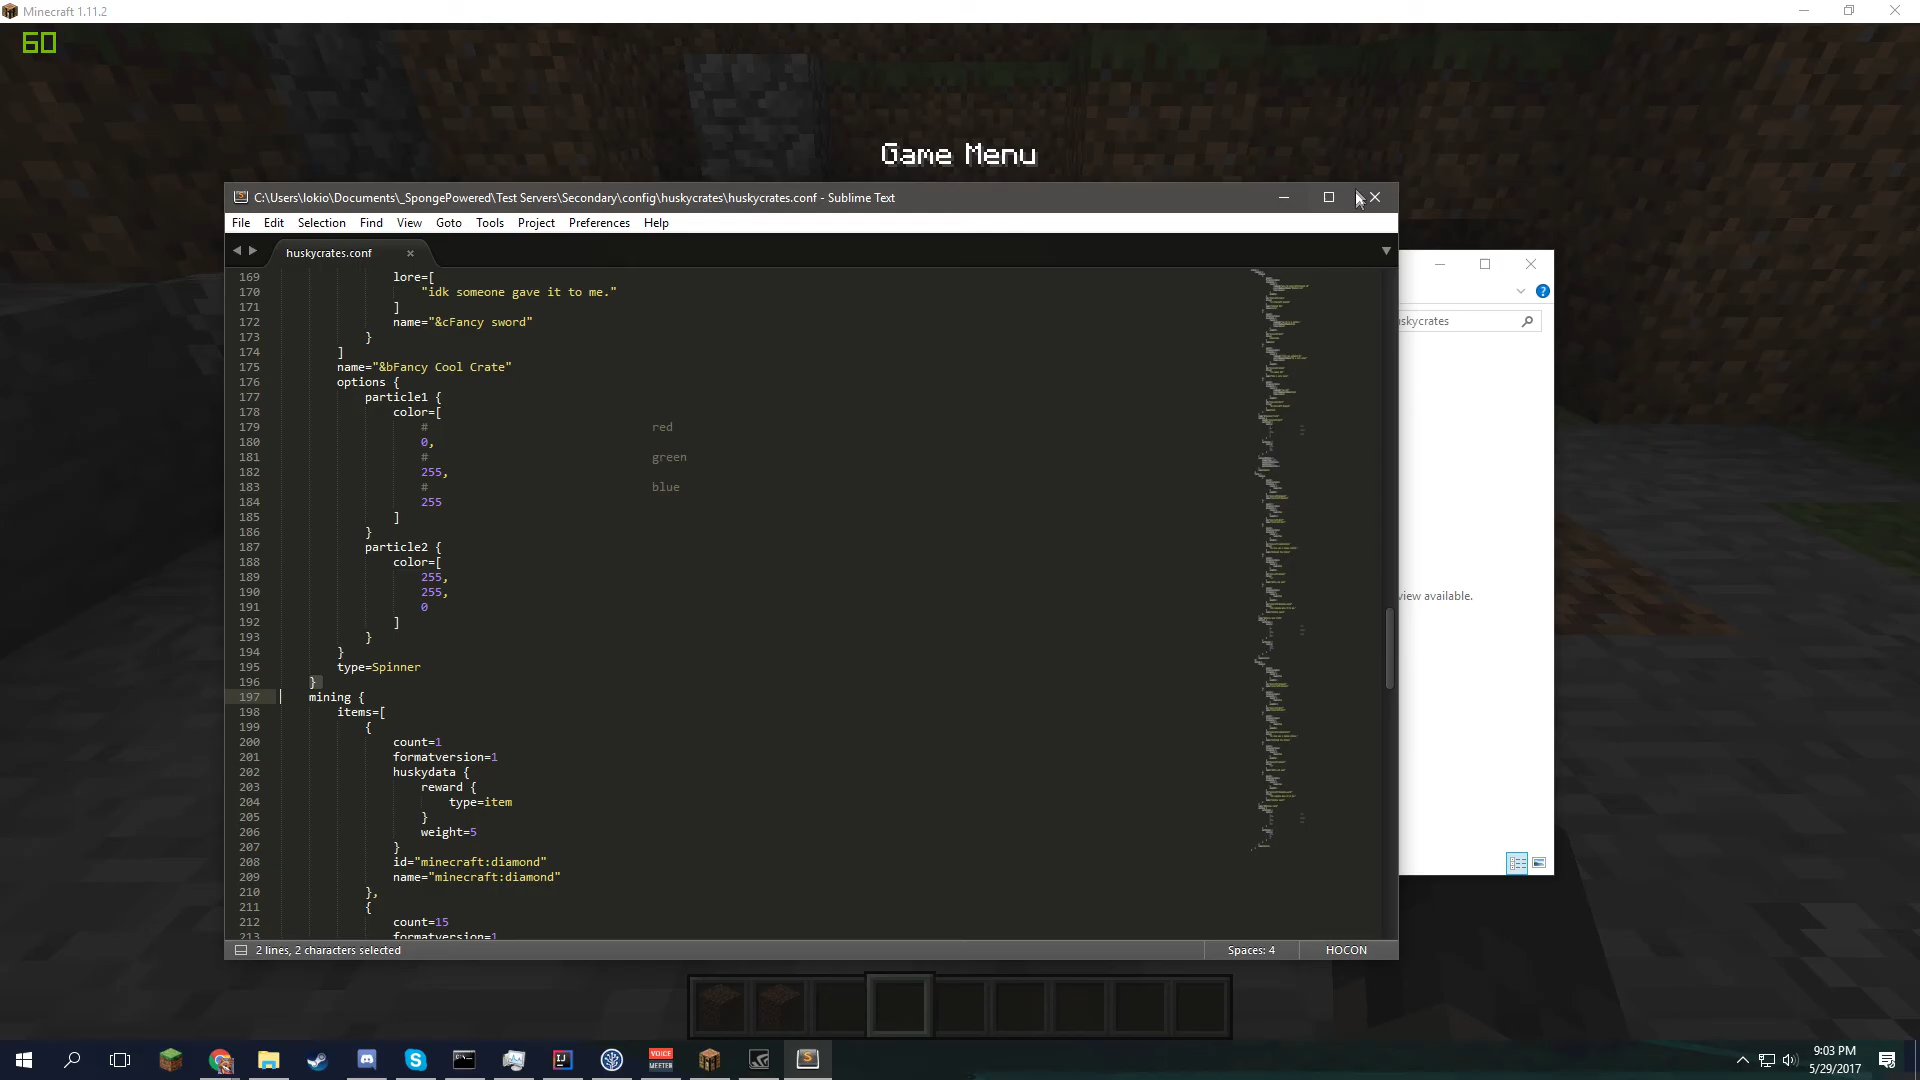 Minecraft 1.11.2
60
Game Menu
C:\Users\lokio\Documents\_SpongePowered\Test Servers\Secondary\config\huskycrates\huskycrates.conf - Sublime Text
File Edit Selection Find View Goto Tools Project Preferences Help
huskycrates.conf
169 lore=[
170 "idk someone gave it to me."
171 ]
172 name="&cFancy sword"
173 }
174 ]
175 name="&bFancy Cool Crate"
176 options {
177 particle1 {
178 color=[
179 # red
180 0,
181 # green
182 255,
183 # blue
184 255
185 ]
186 }
187 particle2 {
188 color=[
189 255,
190 255,
191 0
192 ]
193 }
194 }
195 type=Spinner
196 }
197 mining {
198 items=[
199 {
200 count=1
201 formatversion=1
202 huskydata {
203 reward {
204 type=item
205 }
206 weight=5
207 }
208 id="minecraft:diamond"
209 name="minecraft:diamond"
210 },
211 {
212 count=15
213 formatversion=1
2 lines, 2 characters selected
Spaces: 4
HOCON
skycrates
view available.
VOICE
MEETER
9:03 PM
5/29/2017